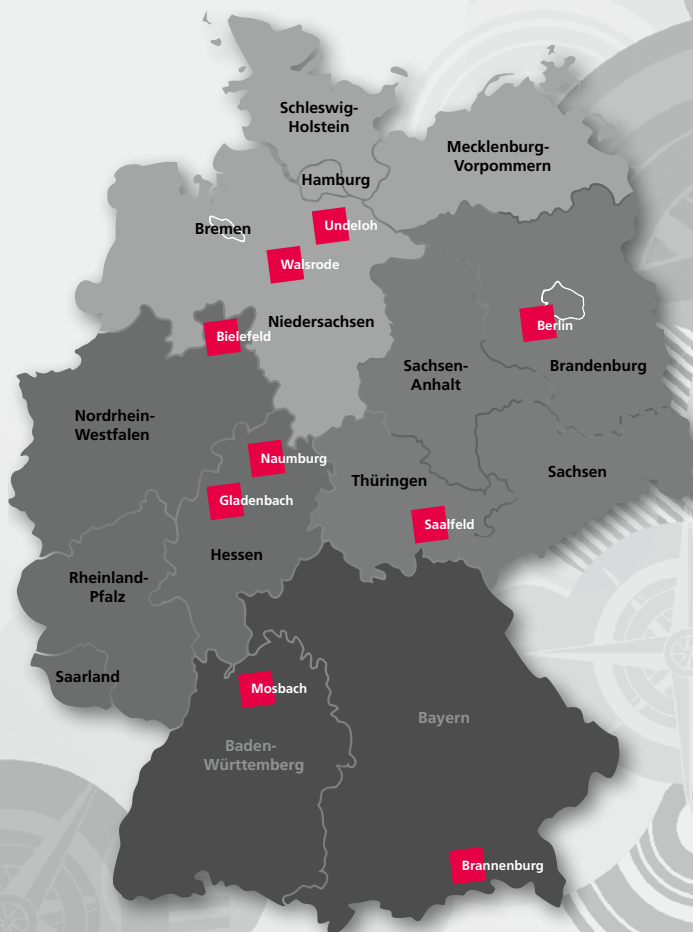 Schleswig-
Holstein
Mecklenburg-
Vorpommern
Hamburg
Bremen
Undeloh
Walsrode
Niedersachsen
Bielefeld
Berlin
Sachsen-
Anhalt
Brandenburg
Nordrhein-
Westfalen
Naumburg
Thüringen
Sachsen
Gladenbach
Saalfeld
Hessen
Rheinland-
Pfalz
Saarland
Mosbach
Bayern
Baden-
Württemberg
Brannenburg